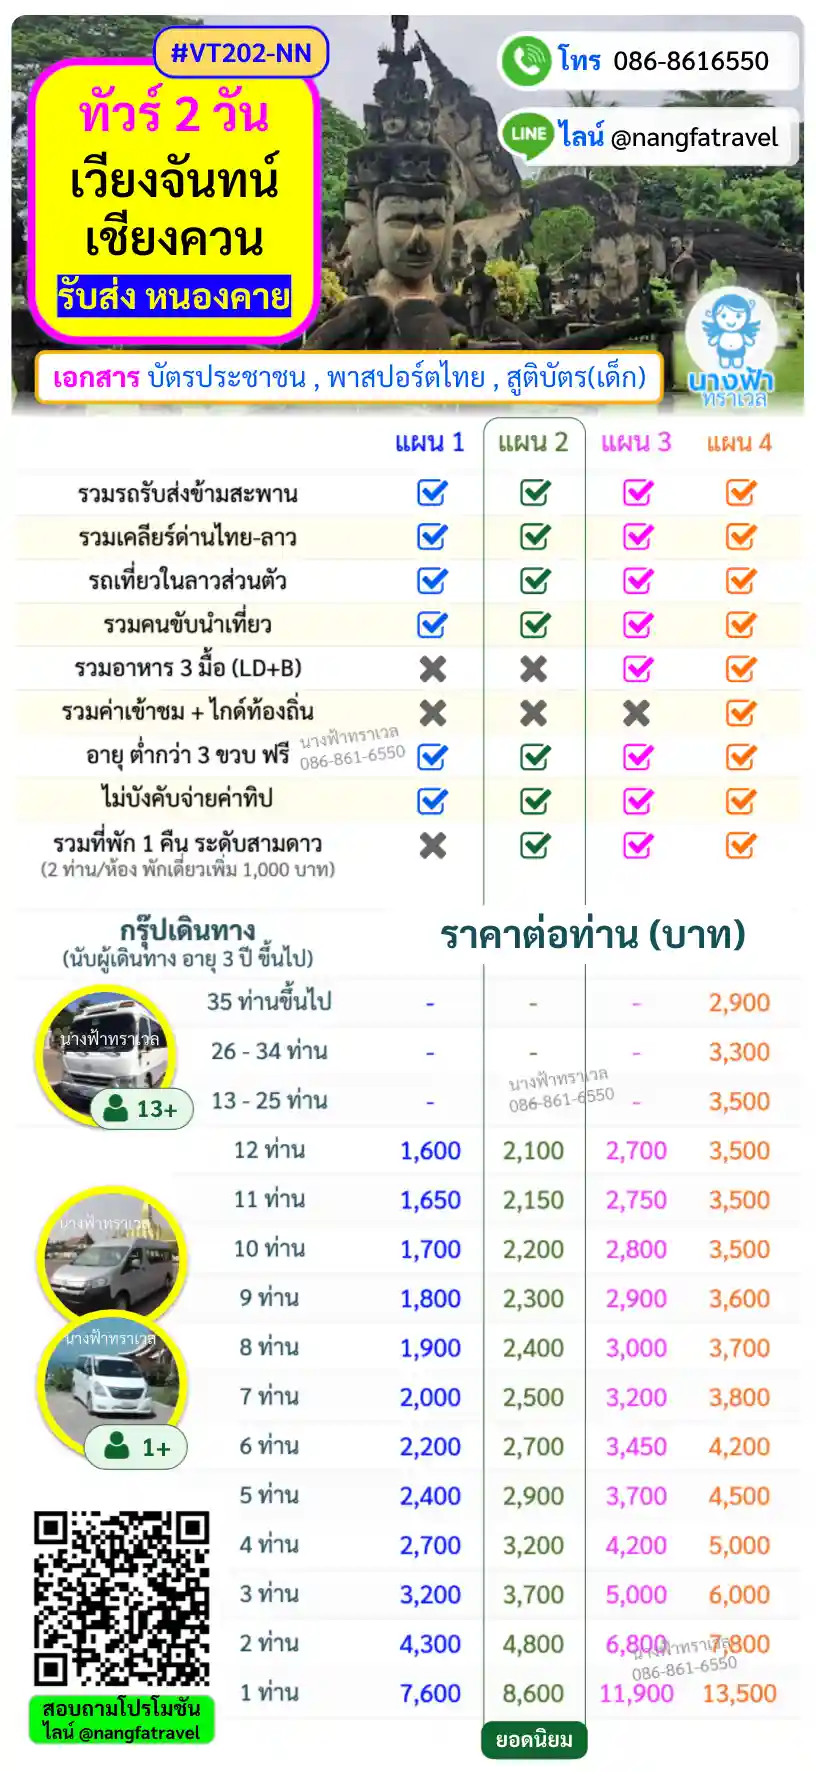 #VT202-NN
ทัวร์ 2 วัน
เวียงจันทน์
เชียงควน
รับส่ง หนองคาย
โทร 086-8616550
LINE ไลน์ @nangfatravel
นางฟ้า
ทราเวล
เอกสาร บัตรประชาชน , พาสปอร์ตไทย , สูติบัตร(เด็ก)
แผน 1 แผน 2 แผน 3 แผน 4
รวมรถรับส่งข้ามสะพาน
รวมเคลียร์ด่านไทย-ลาว
รถเที่ยวในลาวส่วนตัว
รวมคนขับนำเที่ยว
รวมอาหาร 3 มื้อ (LD+B)
รวมค่าเข้าชม + ไกด์ท้องถิ่น
อายุ ต่ำกว่า 3 ขวบ ฟรี
นางฟ้าทราเวล
086-861-6550
ไม่บังคับจ่ายค่าทิป
รวมที่พัก 1 คืน ระดับสามดาว
(2 ท่าน/ห้อง พักเดี่ยวเพิ่ม 1,000 บาท)
กรุ๊ปเดินทาง
(นับผู้เดินทาง อายุ 3 ปี ขึ้นไป)
ราคาต่อท่าน (บาท)
35 ท่านขึ้นไป - - - 2,900
นางฟ้าทราเวล
26 - 34 ท่าน - - - 3,300
นางฟ้าทราเวล
086-861-6550
13+
13 - 25 ท่าน - - 3,500
12 ท่าน 1,600 2,100 2,700 3,500
11 ท่าน 1,650 2,150 2,750 3,500
นางฟ้าทราเวล
10 ท่าน 1,700 2,200 2,800 3,500
9 ท่าน 1,800 2,300 2,900 3,600
นางฟ้าทราเวล
8 ท่าน 1,900 2,400 3,000 3,700
7 ท่าน 2,000 2,500 3,200 3,800
1+
6 ท่าน 2,200 2,700 3,450 4,200
5 ท่าน 2,400 2,900 3,700 4,500
4 ท่าน 2,700 3,200 4,200 5,000
3 ท่าน 3,200 3,700 5,000 6,000
2 ท่าน 4,300 4,800 6,800 7,800
นางฟ้าทราเวล
086-861-6550
1 ท่าน 7,600 8,600 11,900 13,500
สอบถามโปรโมชัน
ไลน์ @nangfatravel
ยอดนิยม